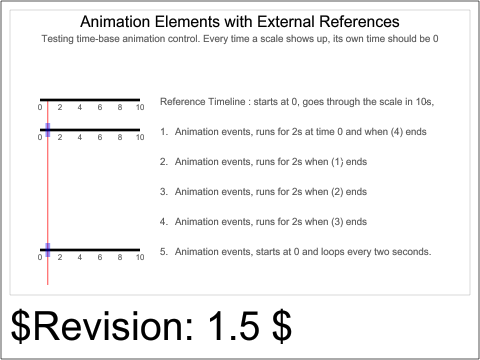 Animation Elements with External References
Testing time-base animation control. Every time a scale shows up, its own time should be 0
0 2 4 6 8 10
Reference Timeline : starts at 0, goes through the scale in 10s,
0 2 4 6 8 10
1. Animation events, runs for 2s at time 0 and when (4) ends
2. Animation events, runs for 2s when (1) ends
3. Animation events, runs for 2s when (2) ends
4. Animation events, runs for 2s when (3) ends
0 2 4 6 8 10
5. Animation events, starts at 0 and loops every two seconds.
$Revision: 1.5 $